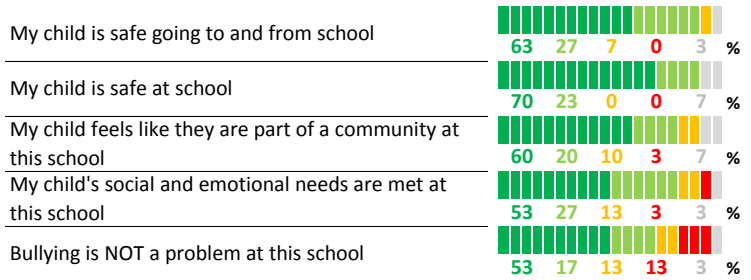 My child is safe going to and from school
63 27 7 0 3 %
My child is safe at school
70 23 0 0 7 %
My child feels like they are part of a community at
this school
60 20 10 3 7 %
My child's social and emotional needs are met at
this school
53 27 13 3 3 %
Bullying is NOT a problem at this school
53 17 13 13 3 %